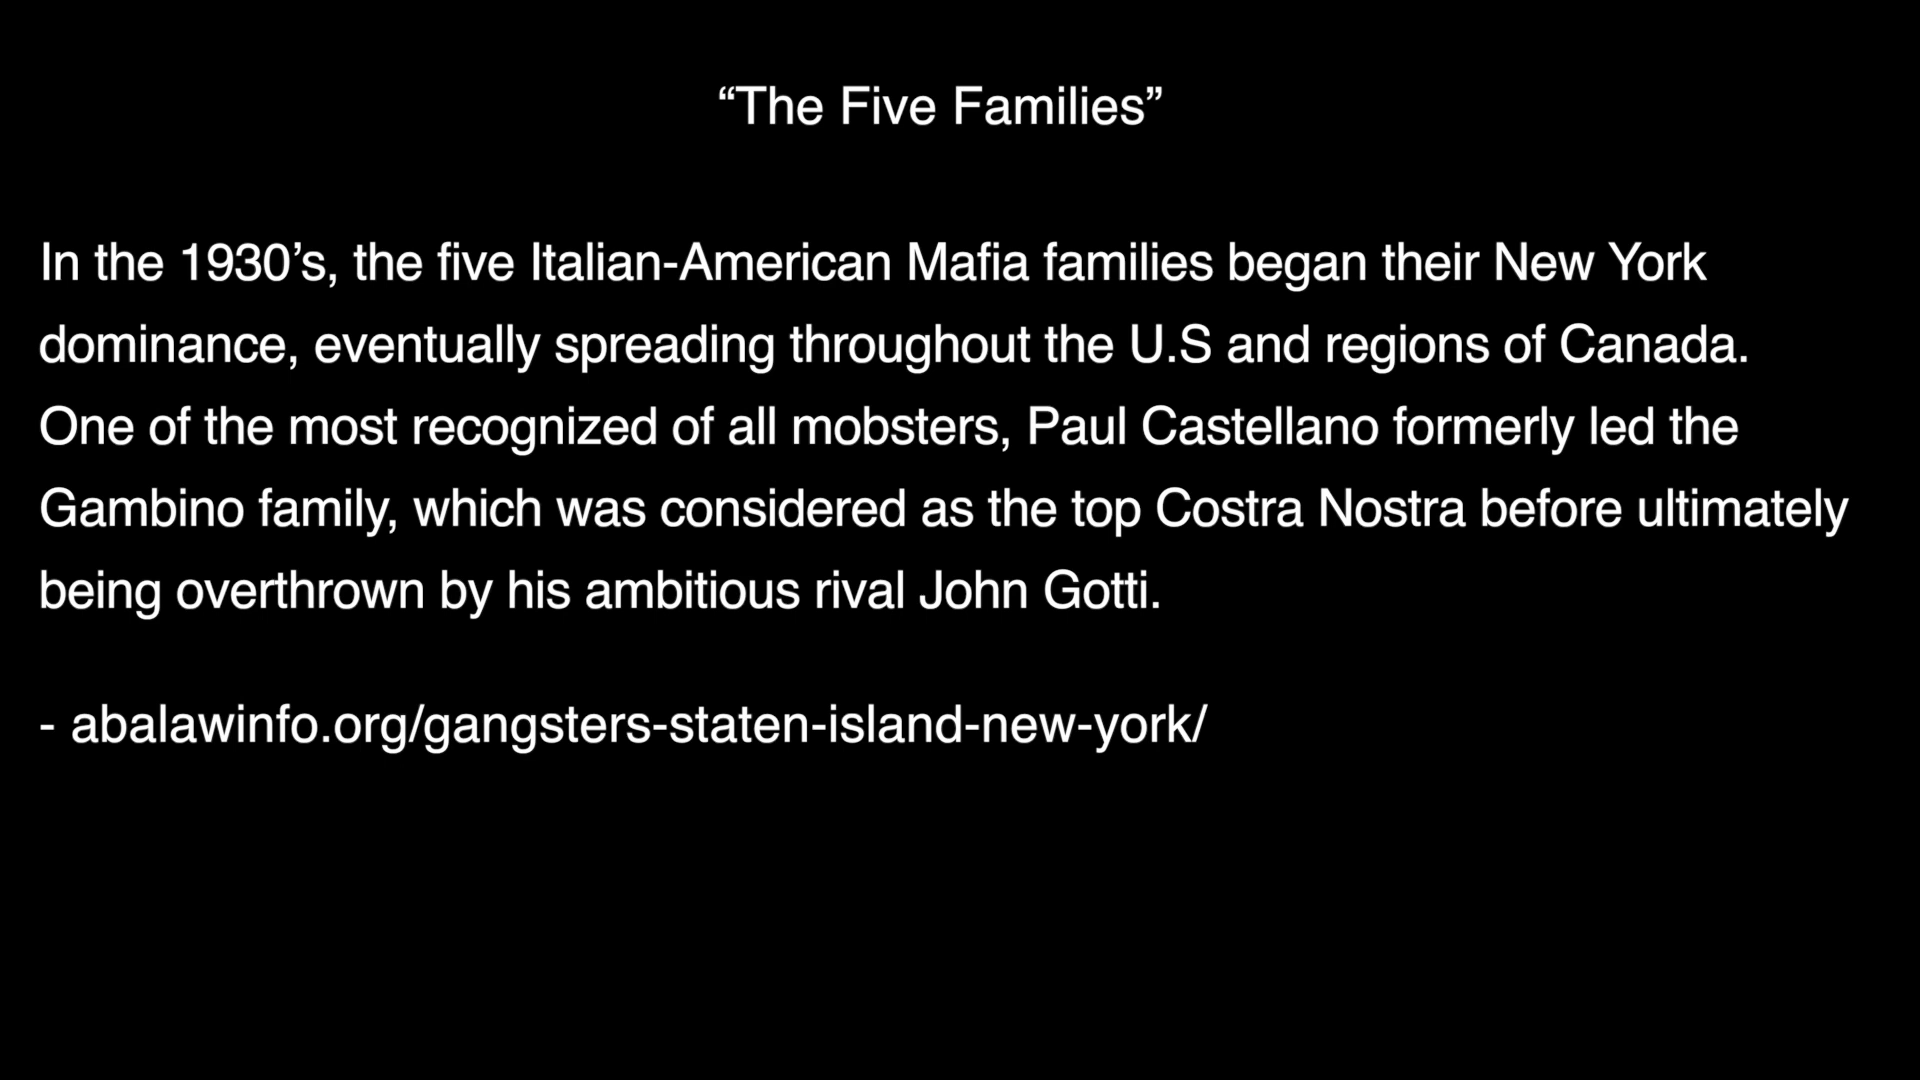 “The Five Families”
In the 1930’s, the five Italian-American Mafia families began their New York
dominance, eventually spreading throughout the U.S and regions of Canada.
One of the most recognized of all mobsters, Paul Castellano formerly led the
Gambino family, which was considered as the top Costra Nostra before ultimately
being overthrown by his ambitious rival John Gotti.
- abalawinfo.org/gangsters-staten-island-new-york/